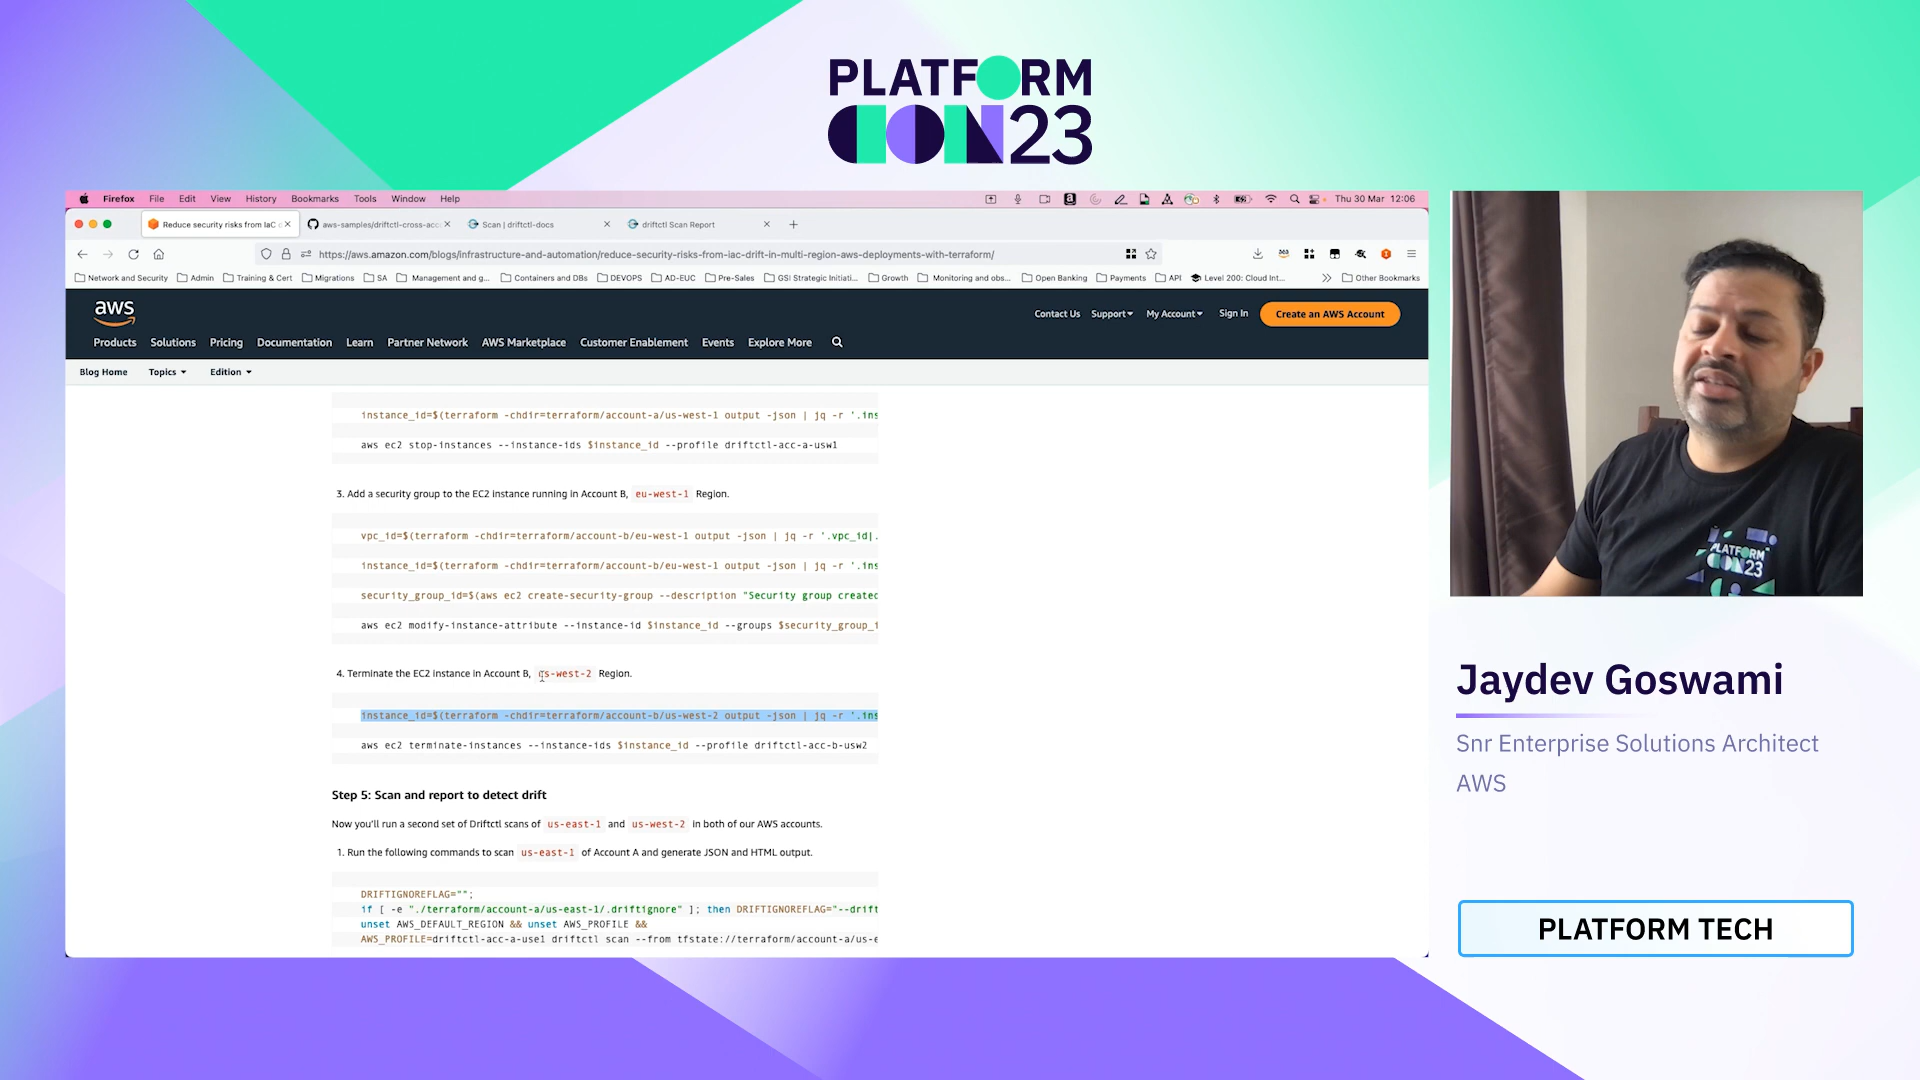 PLATFORM
CON23
Firefox File Edit View History Bookmarks Tools Window Help
Thu 30 Mar 12:06
Reduce security risks from IaC
aws-samples/driftctl-cross-acc
Scan | driftctl-docs
driftctl Scan Report
https://aws.amazon.com/blogs/infrastructure-and-automation/reduce-security-risks-from-iac-drift-in-multi-region-aws-deployments-with-terraform/
Network and Security Admin Training & Cert Migrations SA Management and g... Containers and DBs DEVOPS AD-EUC Pre-Sales GSI Strategic Initiati... Growth Monitoring and obs... Open Banking Payments API Level 200: Cloud Int... Other Bookmarks
aws
Contact Us Support My Account Sign In Create an AWS Account
Products Solutions Pricing Documentation Learn Partner Network AWS Marketplace Customer Enablement Events Explore More
Blog Home Topics Edition
instance_id=$(terraform -chdir=terraform/account-a/us-west-1 output -json | jq -r '.ins
aws ec2 stop-instances --instance-ids $instance_id --profile driftctl-acc-a-usw1
3. Add a security group to the EC2 instance running in Account B, eu-west-1 Region.
vpc_id=$(terraform -chdir=terraform/account-b/eu-west-1 output -json | jq -r '.vpc_id|.
instance_id=$(terraform -chdir=terraform/account-b/eu-west-1 output -json | jq -r '.ins
security_group_id=$(aws ec2 create-security-group --description "Security group created
aws ec2 modify-instance-attribute --instance-id $instance_id --groups $security_group_i
4. Terminate the EC2 instance in Account B, us-west-2 Region.
instance_id=$(terraform -chdir=terraform/account-b/us-west-2 output -json | jq -r '.ins
aws ec2 terminate-instances --instance-ids $instance_id --profile driftctl-acc-b-usw2
Step 5: Scan and report to detect drift
Now you'll run a second set of Driftctl scans of us-east-1 and us-west-2 in both of our AWS accounts.
1. Run the following commands to scan us-east-1 of Account A and generate JSON and HTML output.
DRIFTIGNOREFLAG="";
if [ -e "./terraform/account-a/us-east-1/.driftignore" ]; then DRIFTIGNOREFLAG="--drift
unset AWS_DEFAULT_REGION && unset AWS_PROFILE &&
AWS_PROFILE=driftctl-acc-a-use1 driftctl scan --from tfstate://terraform/account-a/us-e
PLATFORM
CON23
Jaydev Goswami
Snr Enterprise Solutions Architect
AWS
PLATFORM TECH